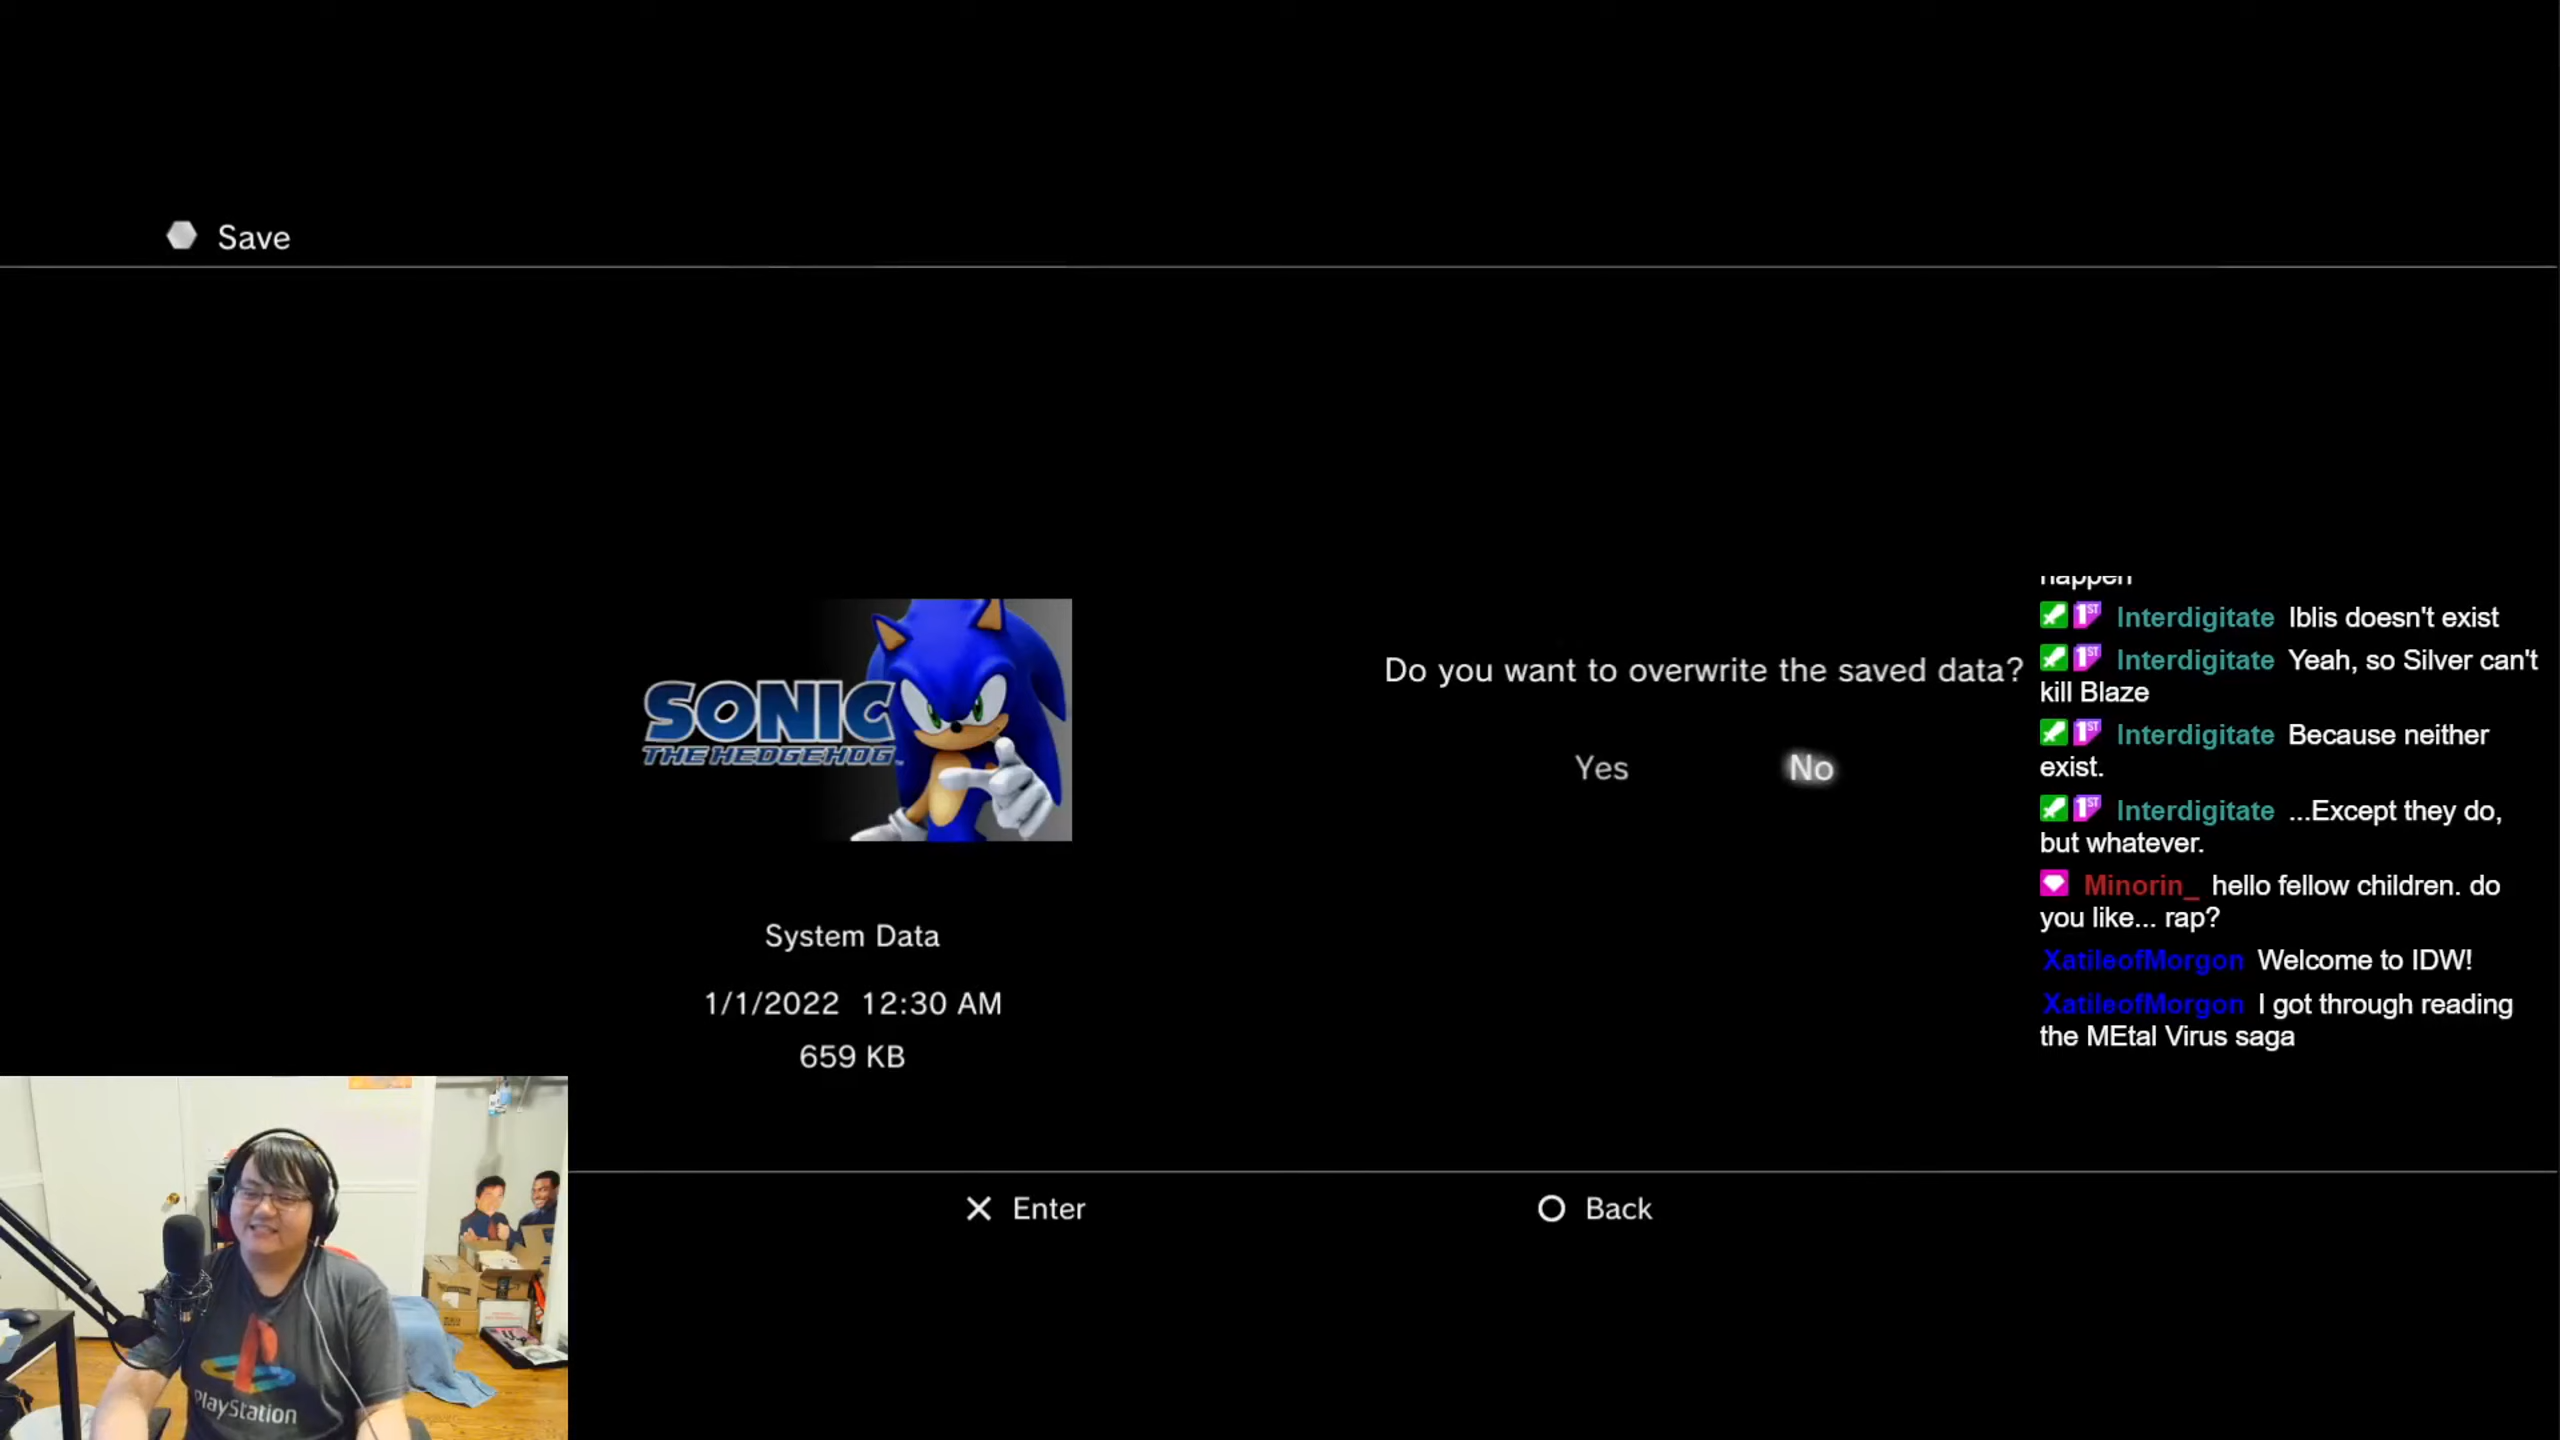 Save
SONIC
THE HEDGEHOG
System Data
1/1/2022 12:30 AM
659 KB
Do you want to overwrite the saved data?
Yes No
Interdigitate Iblis doesn't exist
Interdigitate Yeah, so Silver can't
kill Blaze
Interdigitate Because neither
exist.
Interdigitate ...Except they do,
but whatever.
Minorin_ hello fellow children. do
you like... rap?
XatileofMorgon Welcome to IDW!
XatileofMorgon I got through reading
the MEtal Virus saga
Enter
Back
PlayStation